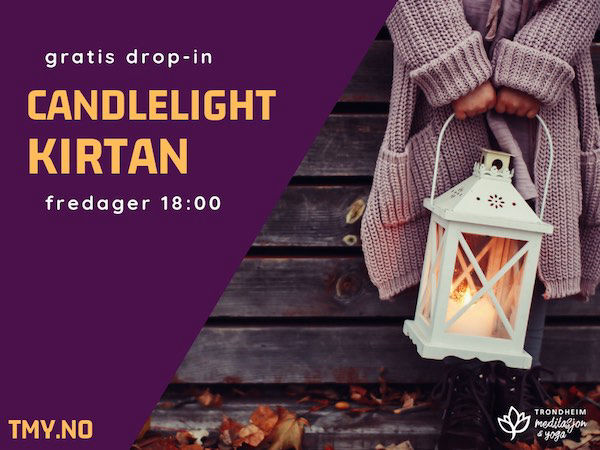 gratis drop-in
CANDLELIGHT
KIRTAN
fredager 18:00
TMY.NO
TRONDHEIM
meditasjon
& yoga